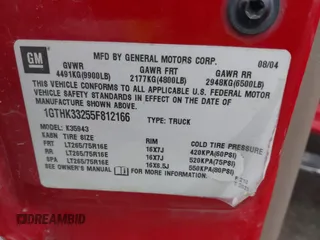 GM
MFD BY GENERAL MOTORS CORP. 08/04
GVWR GAWR FRT GAWR RR
4491KG(9900LB) 2177KG(4800LB) 2948KG(6500LB)
THIS VEHICLE CONFORMS TO ALL APPLICABLE U.S. FEDERAL MOTOR
VEHICLE SAFETY STANDARDS IN EFFECT ON THE DATE OF
MANUFACTURE SHOWN ABOVE.
1GTHK33255F812166 TYPE: TRUCK
MODEL: K35943
TIRE SIZE RIM COLD TIRE PRESSURE
FRT LT265/75R16E 16X7J 420KPA(60PSI)
RR LT265/75R16E 16X7J 520KPA(75PSI)
SPA LT265/75R16E 16X6.5J 550KPA(80PSI)
SEE OWNER'S MANUAL FOR ADDITIONAL INFORMATION
CARANDBID